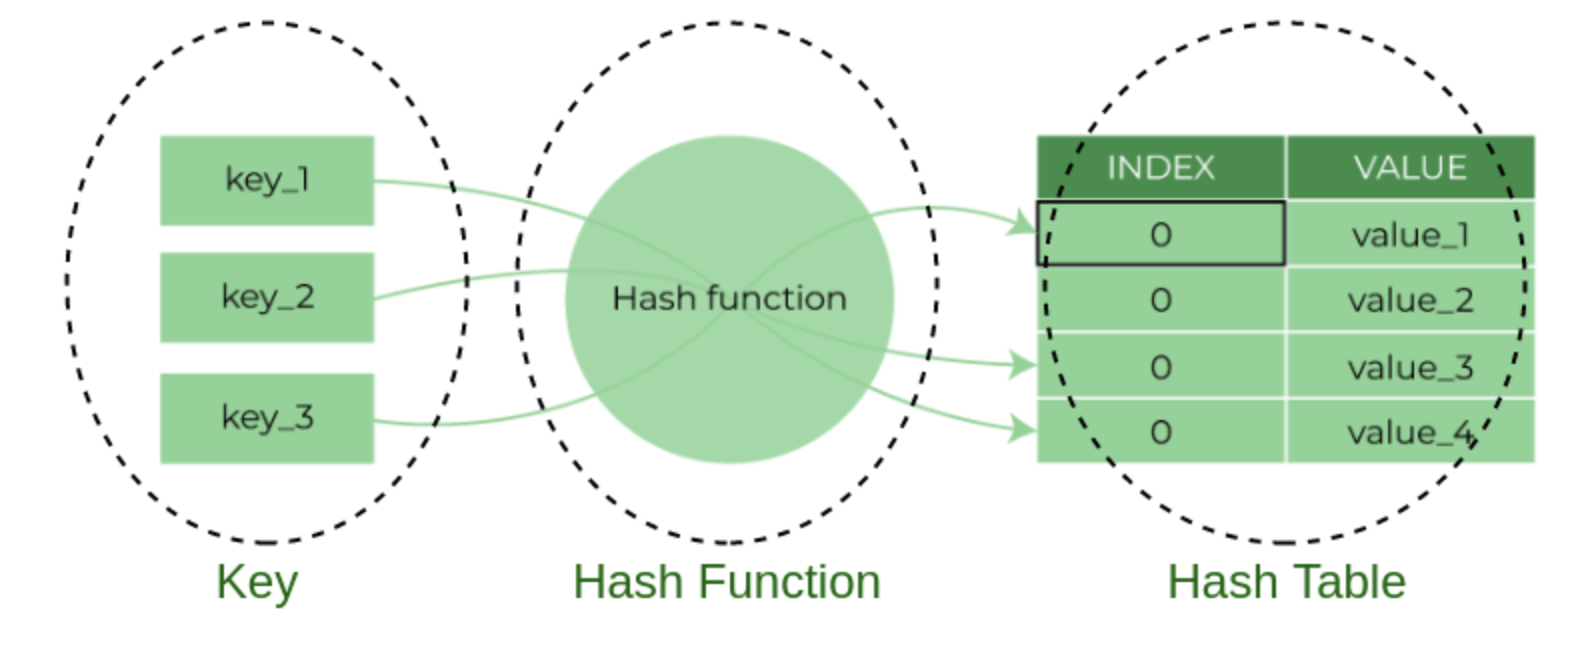 key_1
key_2
key_3
Hash function
INDEX VALUE
0 value_1
0 value_2
0 value_3
0 value_4
Key
Hash Function
Hash Table